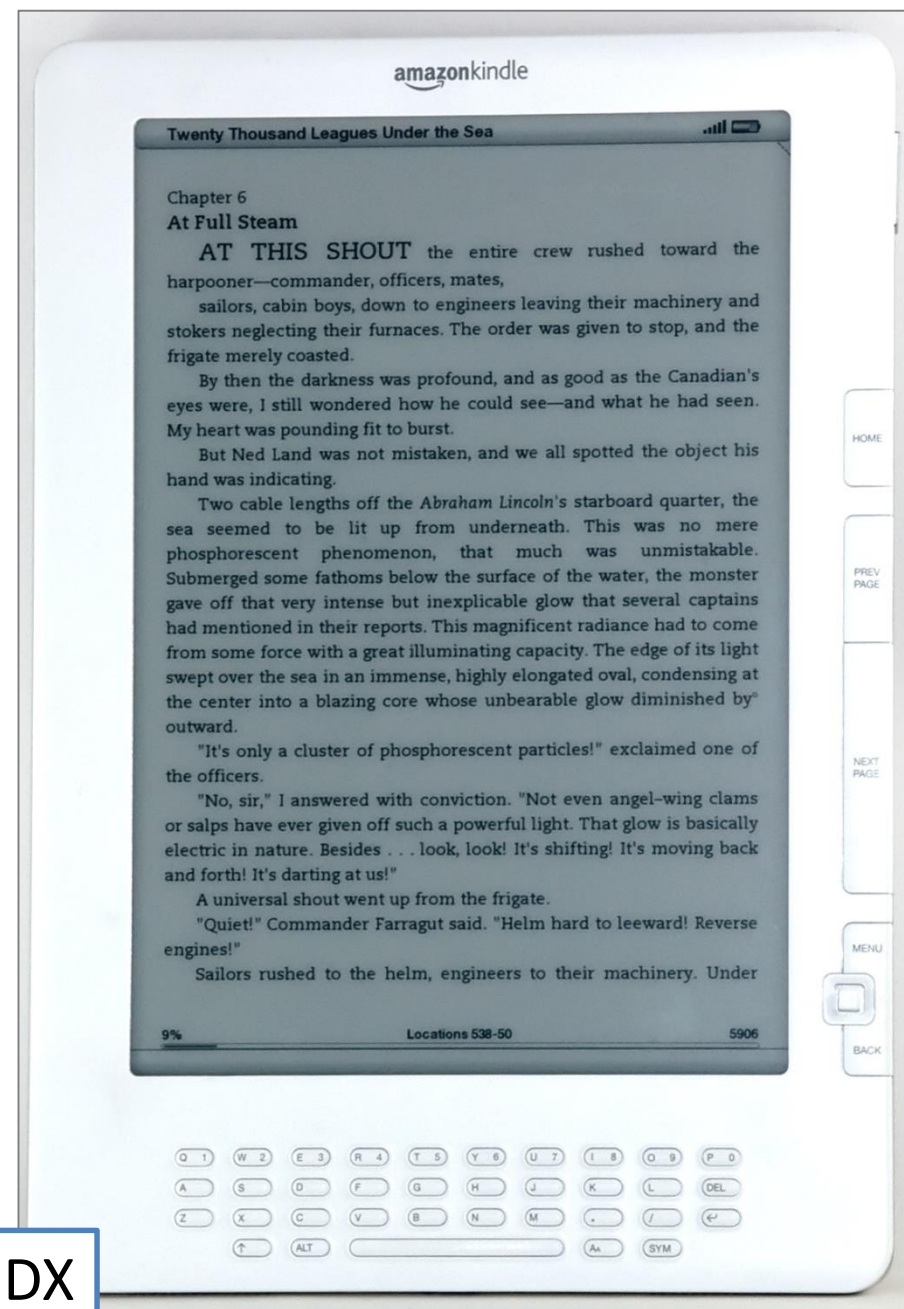 amazonkindle
Twenty Thousand Leagues Under the Sea
Chapter 6
At Full Steam
AT THIS SHOUT the entire crew rushed toward the
harpooner—commander, officers, mates,
sailors, cabin boys, down to engineers leaving their machinery and
stokers neglecting their furnaces. The order was given to stop, and the
frigate merely coasted.
By then the darkness was profound, and as good as the Canadian's
eyes were, I still wondered how he could see—and what he had seen.
My heart was pounding fit to burst.
But Ned Land was not mistaken, and we all spotted the object his
hand was indicating.
Two cable lengths off the Abraham Lincoln's starboard quarter, the
sea seemed to be lit up from underneath. This was no mere
phosphorescent phenomenon, that much was unmistakable.
Submerged some fathoms below the surface of the water, the monster
gave off that very intense but inexplicable glow that several captains
had mentioned in their reports. This magnificent radiance had to come
from some force with a great illuminating capacity. The edge of its light
swept over the sea in an immense, highly elongated oval, condensing at
the center into a blazing core whose unbearable glow diminished by°
outward.
"It's only a cluster of phosphorescent particles!" exclaimed one of
the officers.
"No, sir," I answered with conviction. "Not even angel-wing clams
or salps have ever given off such a powerful light. That glow is basically
electric in nature. Besides . . . look, look! It's shifting! It's moving back
and forth! It's darting at us!"
A universal shout went up from the frigate.
"Quiet!" Commander Farragut said. "Helm hard to leeward! Reverse
engines!"
Sailors rushed to the helm, engineers to their machinery. Under
9% Locations 538-50 5906
HOME
PREV
PAGE
NEXT
PAGE
MENU
BACK
Q 1 W 2 E 3 R 4 T 5 Y 6 U 7 I 8 O 9 P 0
A S D F G H J K L DEL
Z X C V B N M . / ↵
↑ ALT Aa SYM
DX